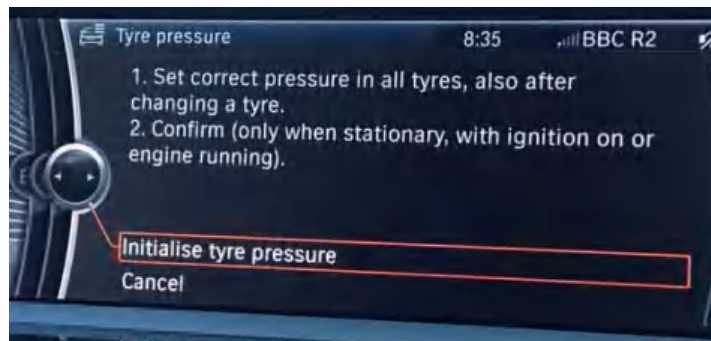 Tyre pressure 8:35 BBC R2
1. Set correct pressure in all tyres, also after
changing a tyre.
2. Confirm (only when stationary, with ignition on or
engine running).
Initialise tyre pressure
Cancel